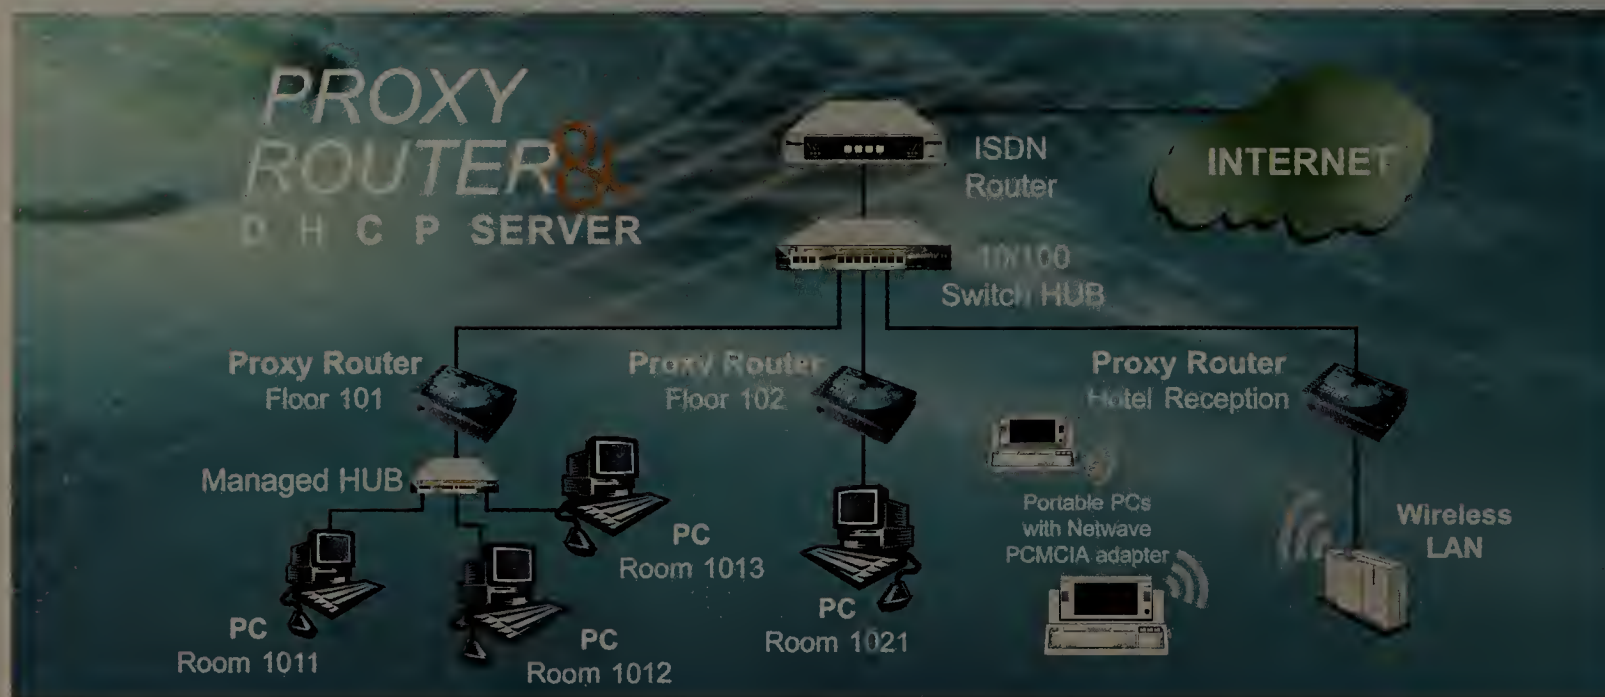 PROXY
ROUTER &
DHCP SERVER
ISDN
Router
INTERNET
10/100
Switch HUB
Proxy Router
Floor 101
Proxy Router
Floor 102
Proxy Router
Hotel Reception
Managed HUB
Portable PCs
with Netwave
PCMCIA adapter
Wireless
LAN
PC
Room 1013
PC
Room 1011
PC
Room 1012
PC
Room 1021